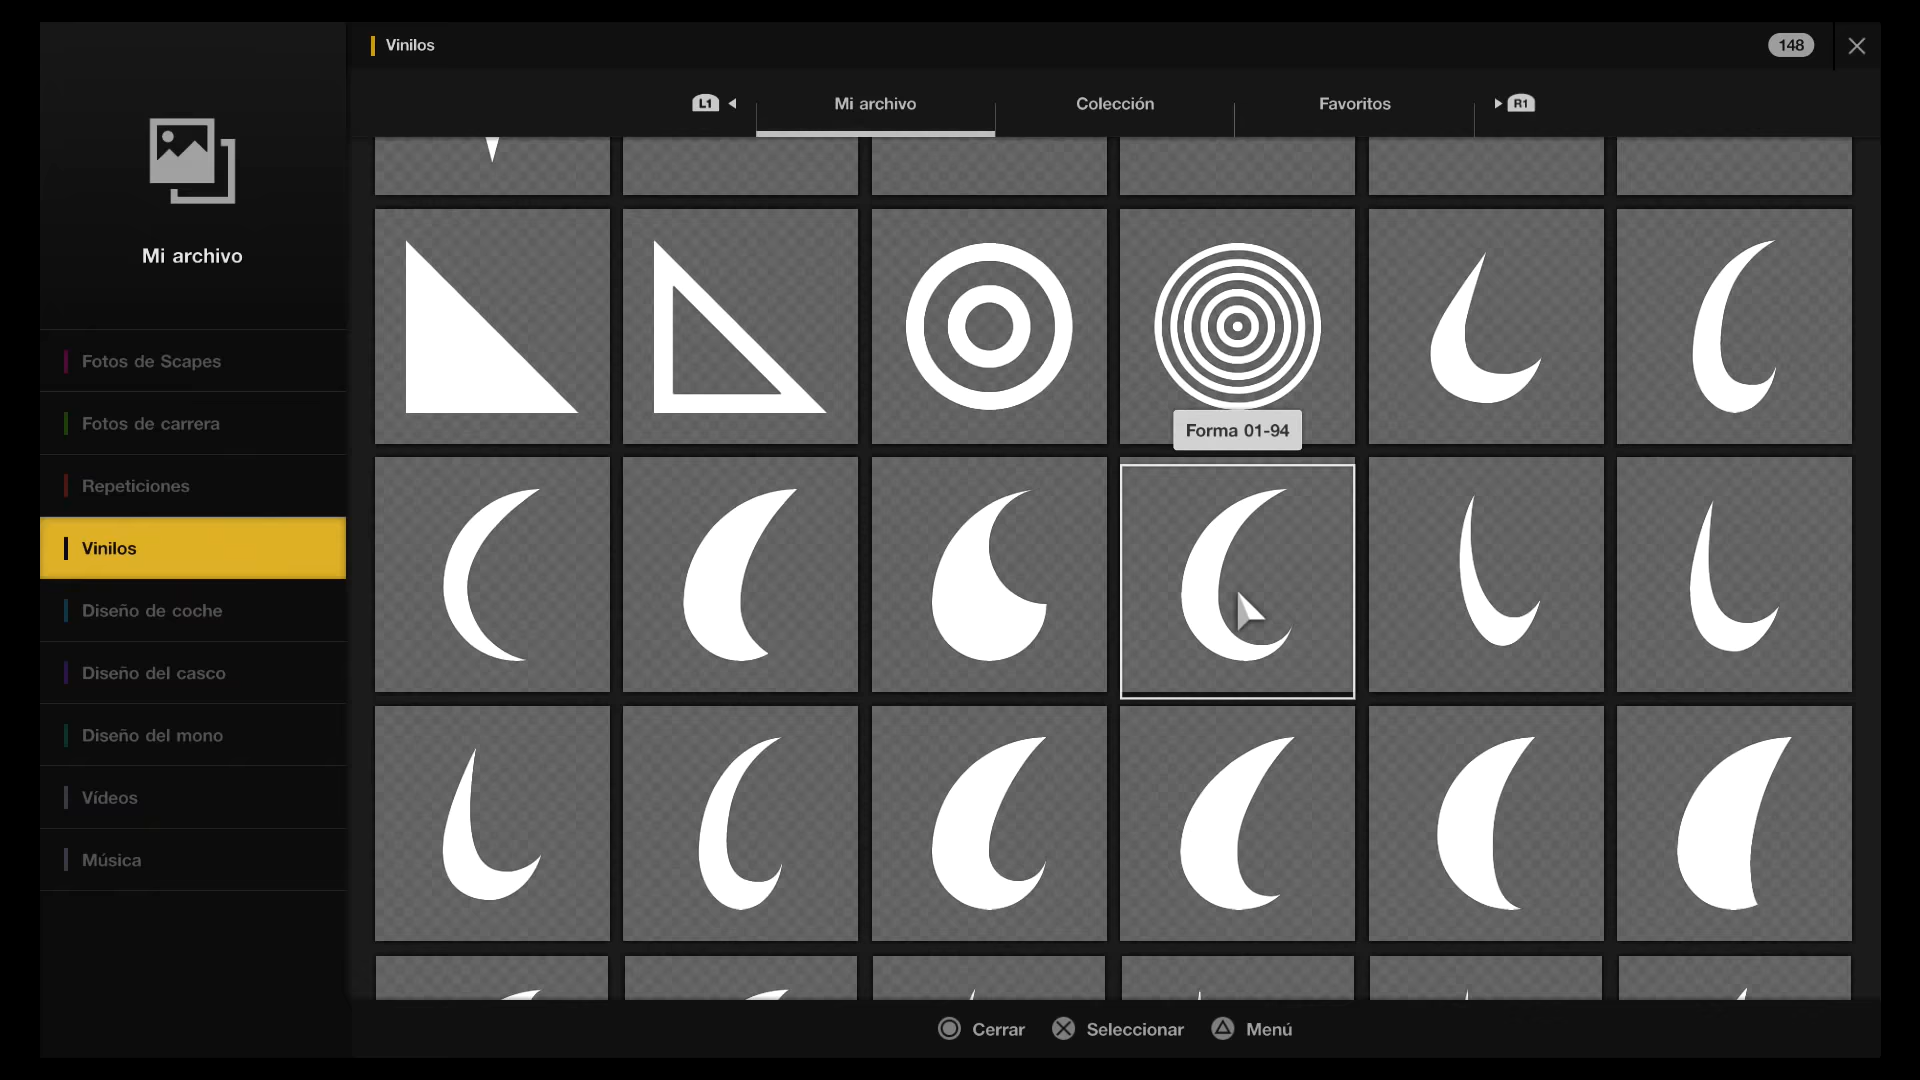 Vinilos
148
L1
Mi archivo
Colección
Favoritos
R1
Mi archivo
Fotos de Scapes
Fotos de carrera
Repeticiones
Vinilos
Diseño de coche
Diseño del casco
Diseño del mono
Vídeos
Música
Forma 01-94
Cerrar
Seleccionar
Menú